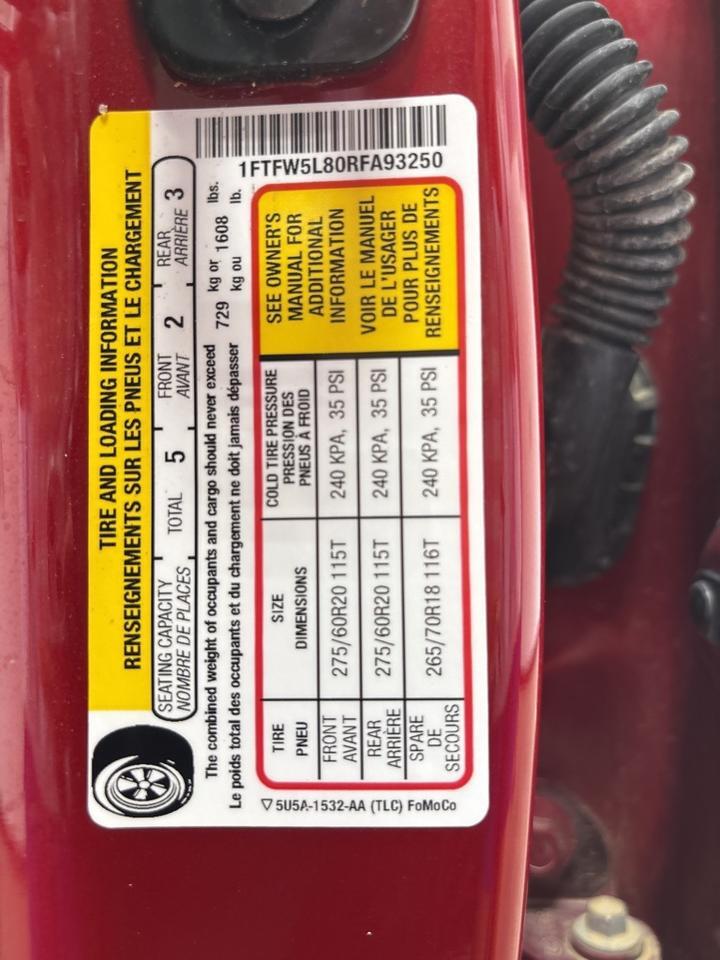 TIRE AND LOADING INFORMATION
RENSEIGNEMENTS SUR LES PNEUS ET LE CHARGEMENT
SEATING CAPACITY TOTAL 5 FRONT 2 REAR 3
NOMBRE DE PLACES AVANT ARRIÈRE
The combined weight of occupants and cargo should never exceed 729 kg or 1608 lbs.
Le poids total des occupants et du chargement ne doit jamais dépasser kg ou lb.
1FTFW5L80RFA93250
TIRE SIZE COLD TIRE PRESSURE
PNEU DIMENSIONS PRESSION DES
PNEUS À FROID
FRONT 275/60R20 115T 240 KPA, 35 PSI
AVANT
REAR 275/60R20 115T 240 KPA, 35 PSI
ARRIÈRE
SPARE 265/70R18 116T 240 KPA, 35 PSI
DE
SECOURS
SEE OWNER'S
MANUAL FOR
ADDITIONAL
INFORMATION
VOIR LE MANUEL
DE L'USAGER
POUR PLUS DE
RENSEIGNEMENTS
▽5U5A-1532-AA (TLC) FoMoCo